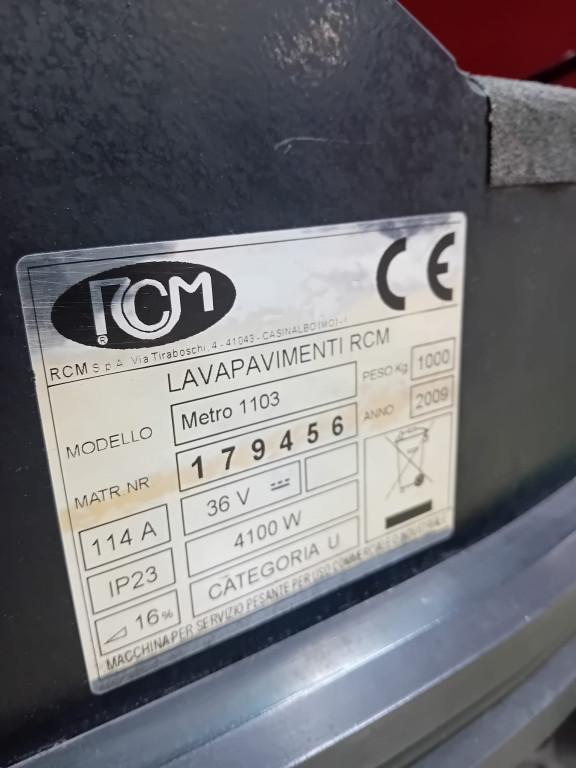 RCM
®
CE
RCM S.p.A. Via Tiraboschi, 4 - 41043 - CASINALBO (MO) -
LAVAPAVIMENTI RCM
MODELLO Metro 1103 PESO Kg 1000
MATR. NR 179456 ANNO 2009
114 A 36 V
IP23 4100 W
16% CATEGORIA U
MACCHINA PER SERVIZIO PESANTE PER USO COMMERCIALE O INDUSTRIALE